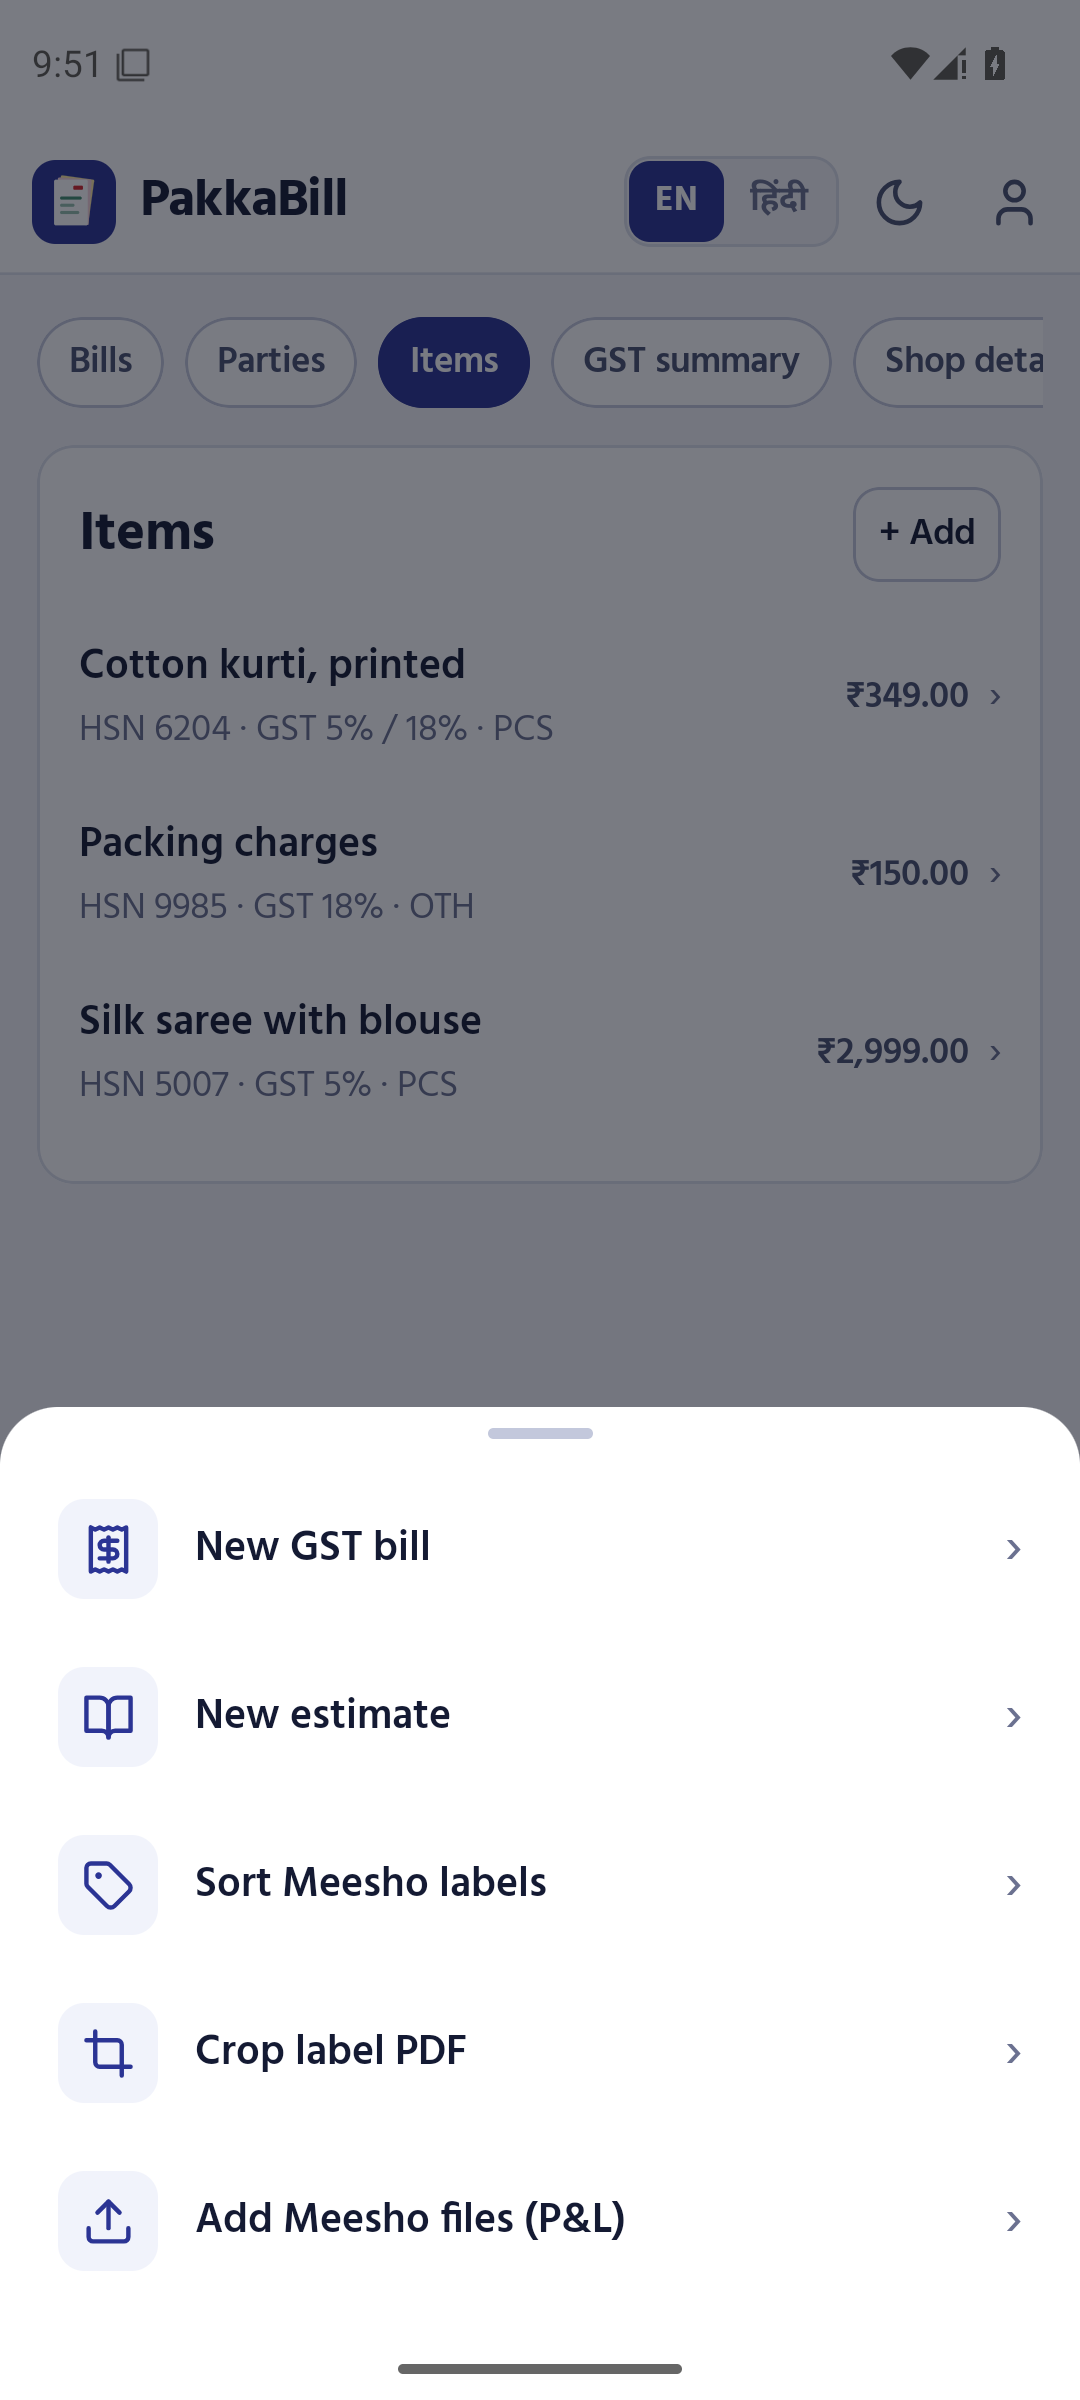 9:51
PakkaBill
EN हिंदी
Bills Parties Items GST summary Shop deta
Items
+ Add
Cotton kurti, printed
HSN 6204 · GST 5% / 18% · PCS
₹349.00 ›
Packing charges
HSN 9985 · GST 18% · OTH
₹150.00 ›
Silk saree with blouse
HSN 5007 · GST 5% · PCS
₹2,999.00 ›
New GST bill ›
New estimate ›
Sort Meesho labels ›
Crop label PDF ›
Add Meesho files (P&L) ›